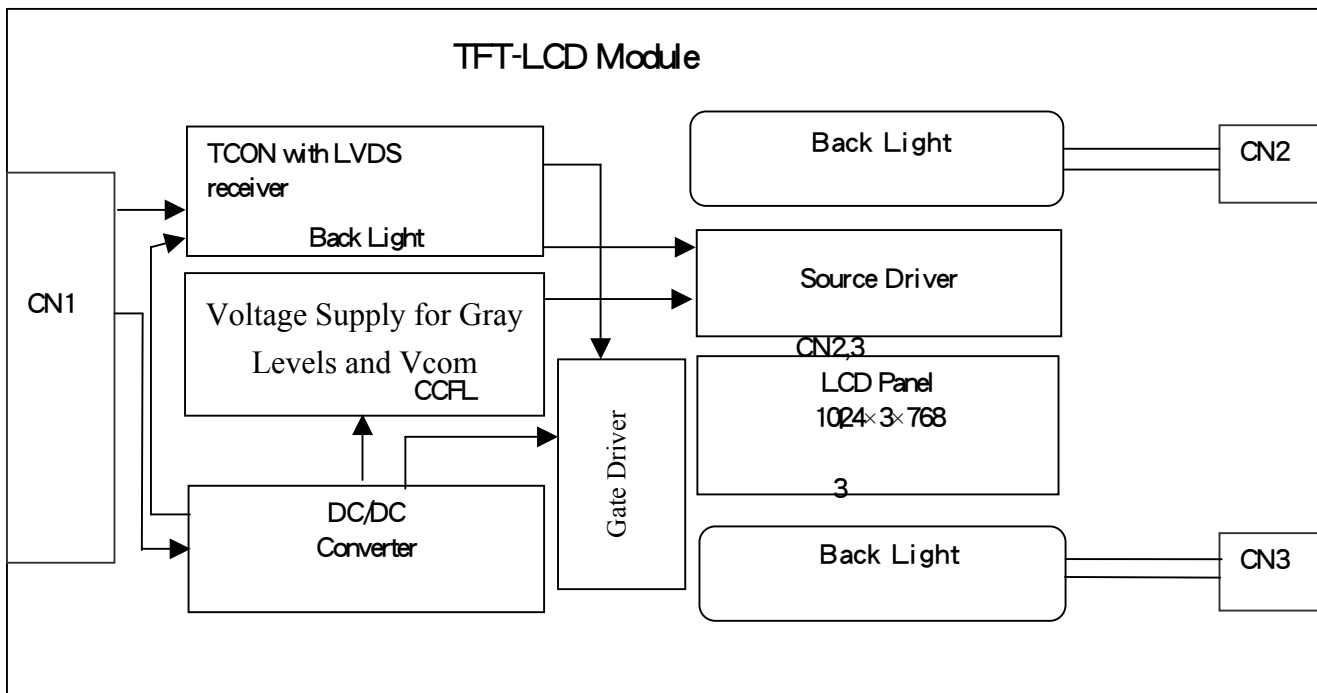 TFT-LCD Module
TCON with LVDS
receiver
Back Light
Back Light
CN2
CN1
Voltage Supply for Gray
Levels and Vcom
CCFL
Source Driver
CN2,3
LCD Panel
1024×3×768
3
Gate Driver
DC/DC
Converter
Back Light
CN3